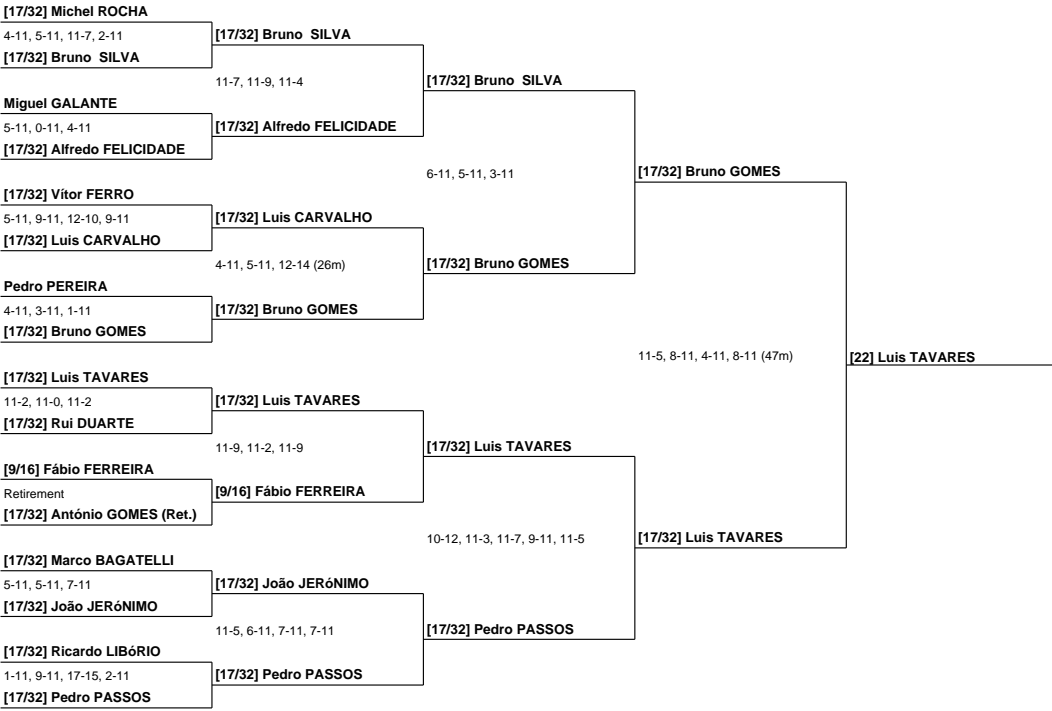 [17/32] Michel ROCHA
4-11, 5-11, 11-7, 2-11
[17/32] Bruno  SILVA
Miguel GALANTE
5-11, 0-11, 4-11
[17/32] Alfredo FELICIDADE
[17/32] Vítor FERRO
5-11, 9-11, 12-10, 9-11
[17/32] Luis CARVALHO
Pedro PEREIRA
4-11, 3-11, 1-11
[17/32] Bruno GOMES
[17/32] Luis TAVARES
11-2, 11-0, 11-2
[17/32] Rui DUARTE
[9/16] Fábio FERREIRA
Retirement
[17/32] António GOMES (Ret.)
[17/32] Marco BAGATELLI
5-11, 5-11, 7-11
[17/32] João JERóNIMO
[17/32] Ricardo LIBóRIO
1-11, 9-11, 17-15, 2-11
[17/32] Pedro PASSOS
[17/32] Bruno  SILVA
11-7, 11-9, 11-4
[17/32] Alfredo FELICIDADE
[17/32] Luis CARVALHO
4-11, 5-11, 12-14 (26m)
[17/32] Bruno GOMES
[17/32] Luis TAVARES
11-9, 11-2, 11-9
[9/16] Fábio FERREIRA
[17/32] João JERóNIMO
11-5, 6-11, 7-11, 7-11
[17/32] Pedro PASSOS
[17/32] Bruno  SILVA
6-11, 5-11, 3-11
[17/32] Bruno GOMES
[17/32] Luis TAVARES
10-12, 11-3, 11-7, 9-11, 11-5
[17/32] Pedro PASSOS
[17/32] Bruno GOMES
11-5, 8-11, 4-11, 8-11 (47m)
[17/32] Luis TAVARES
[22] Luis TAVARES